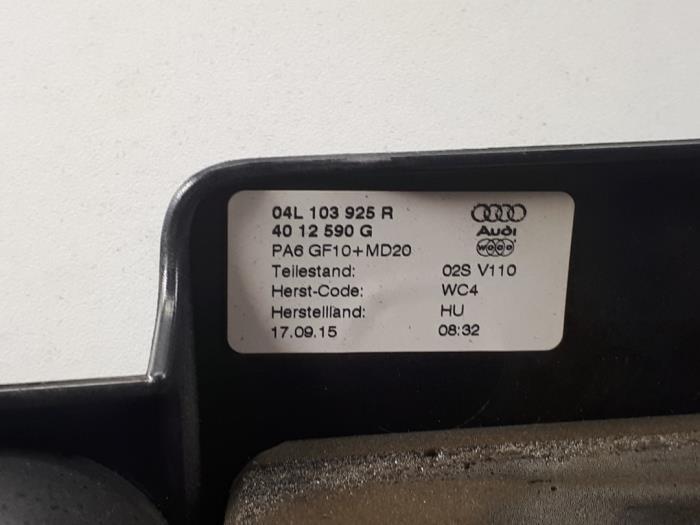 04L 103 925 R
40 12 590 G
Audi
PA6 GF10+MD20
Teilestand: 02S V110
Herst-Code: WC4
Herstellland: HU
17.09.15 08:32